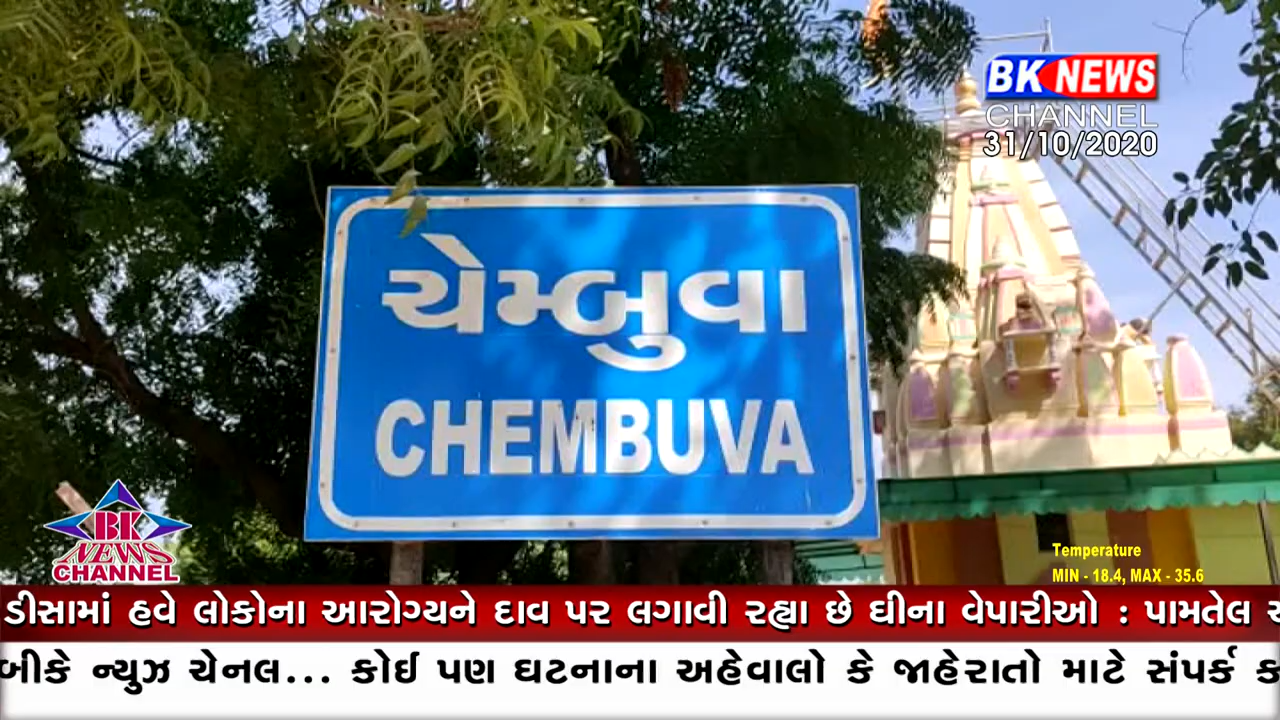 BK NEWS
CHANNEL
31/10/2020
ચેમ્બુવા
CHEMBUVA
BK
NEWS
CHANNEL
Temperature
MIN - 18.4, MAX - 35.6
ડીસામાં હવે લોકોના આરોગ્યને દાવ પર લગાવી રહ્યા છે ઘીના વેપારીઓ : પામતેલ
બીકે ન્યુઝ ચેનલ... કોઈ પણ ઘટનાના અહેવાલો કે જાહેરાતો માટે સંપર્ક